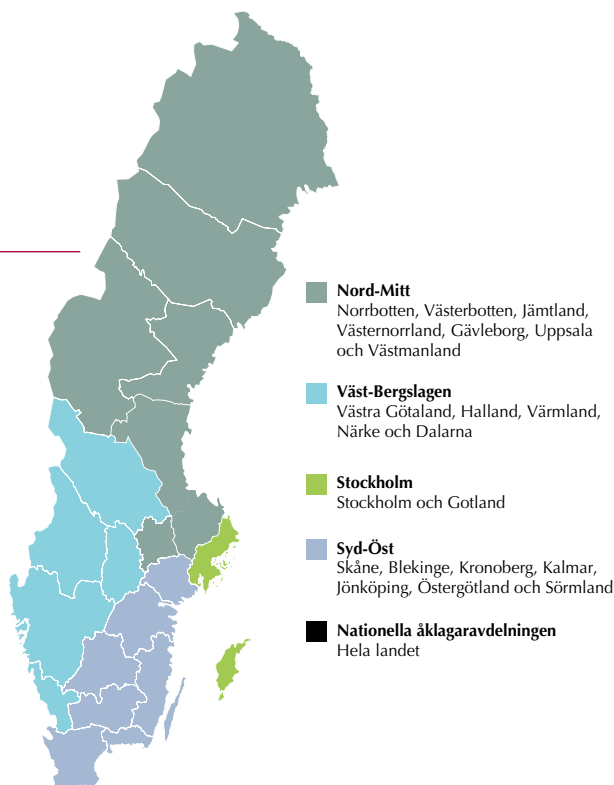 Nord-Mitt
Norrbotten, Västerbotten, Jämtland,
Västernorrland, Gävleborg, Uppsala
och Västmanland
Väst-Bergslagen
Västra Götaland, Halland, Värmland,
Närke och Dalarna
Stockholm
Stockholm och Gotland
Syd-Öst
Skåne, Blekinge, Kronoberg, Kalmar,
Jönköping, Östergötland och Sörmland
Nationella åklagaravdelningen
Hela landet